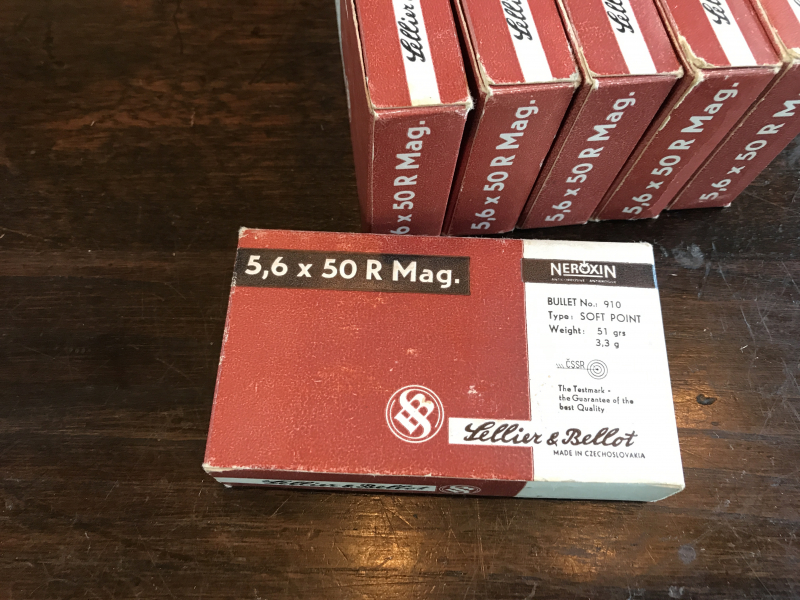 Lellier
5,6 x 50 R Mag.
5,6 x 50 R Mag.
5,6 x 50 R Mag.
5,6 x 50 R Mag.
5,6 x 50 R M
5,6 x 50 R Mag.
NEROXIN
BULLET No.: 910
Type: SOFT POINT
Weight: 51 grs
3,3 g
ČSSR
The Testmark -
the Guarantee of the
best Quality
Sellier & Bellot
MADE IN CZECHOSLOVAKIA
Sellier & Bellot